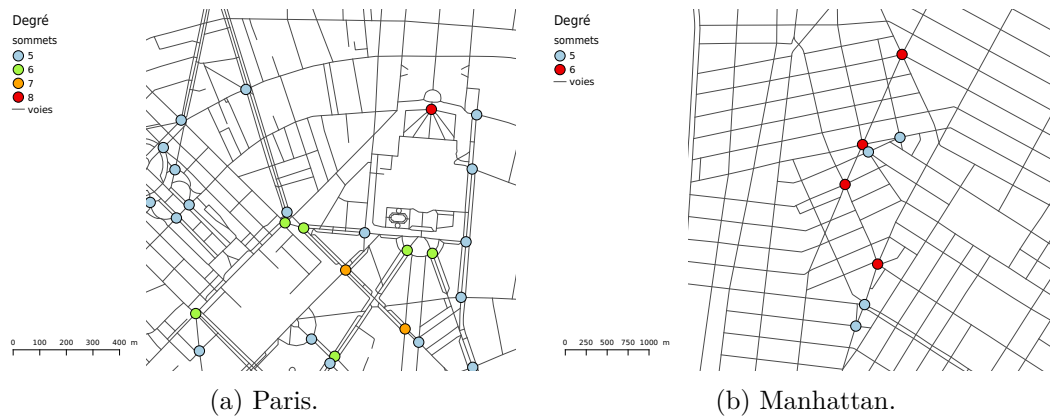 Degré
sommets
5
6
7
8
voies
0 100 200 300 400 m
(a) Paris.
Degré
sommets
5
6
voies
0 250 500 750 1000 m
(b) Manhattan.